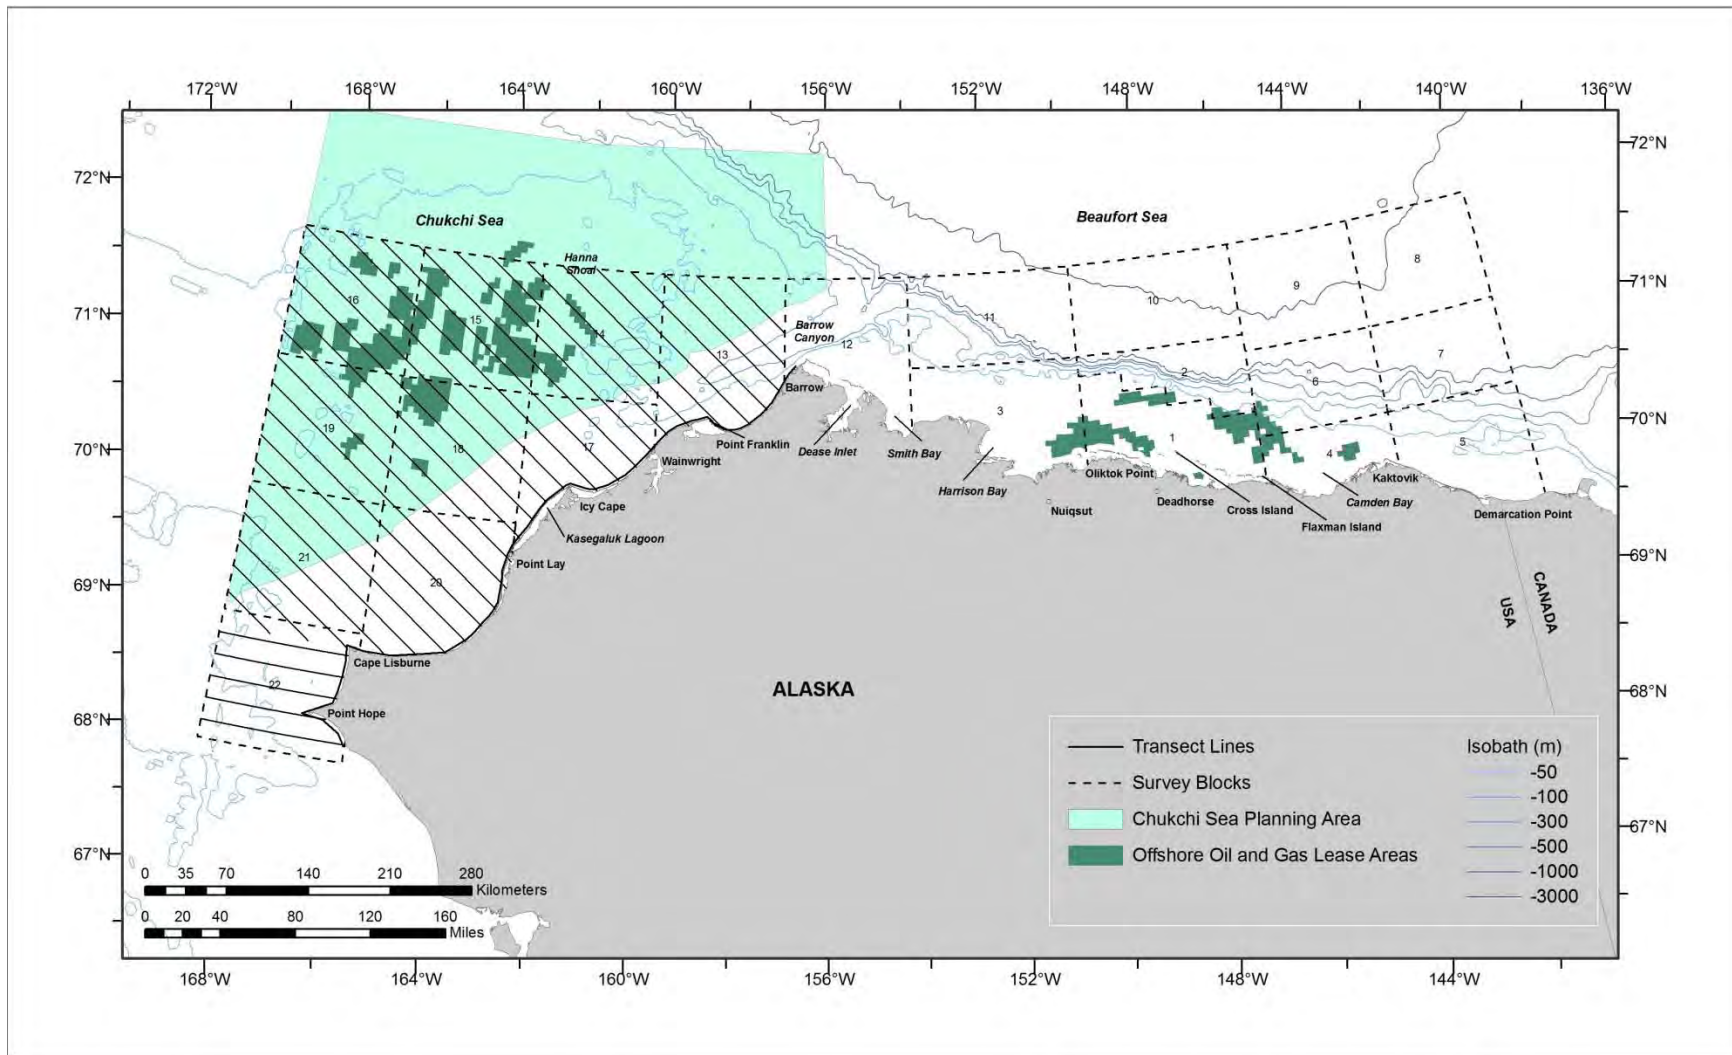 172°W 168°W 164°W 160°W 156°W 152°W 148°W 144°W 140°W 136°W
72°N
72°N
Chukchi Sea
Beaufort Sea
Hanna
Shoal
8
9
71°N
16
10
71°N
15
14
11
Barrow
Canyon
12
13
7
2
6
Barrow
19
18
17
3
1
5
4
70°N
70°N
Point Franklin
Dease Inlet
Smith Bay
Wainwright
Oliktok Point
Kaktovik
Harrison Bay
Camden Bay
Deadhorse
Icy Cape
Nuiqsut
Cross Island
Demarcation Point
Flaxman Island
Kasegaluk Lagoon
21
Point Lay
20
69°N
69°N
CANADA
USA
Cape Lisburne
22
ALASKA
68°N
68°N
Point Hope
Transect Lines
Survey Blocks
Chukchi Sea Planning Area
Offshore Oil and Gas Lease Areas
Isobath (m)
-50
-100
-300
-500
-1000
-3000
67°N
67°N
0 35 70 140 210 280
Kilometers
0 20 40 80 120 160
Miles
168°W 164°W 160°W 156°W 152°W 148°W 144°W